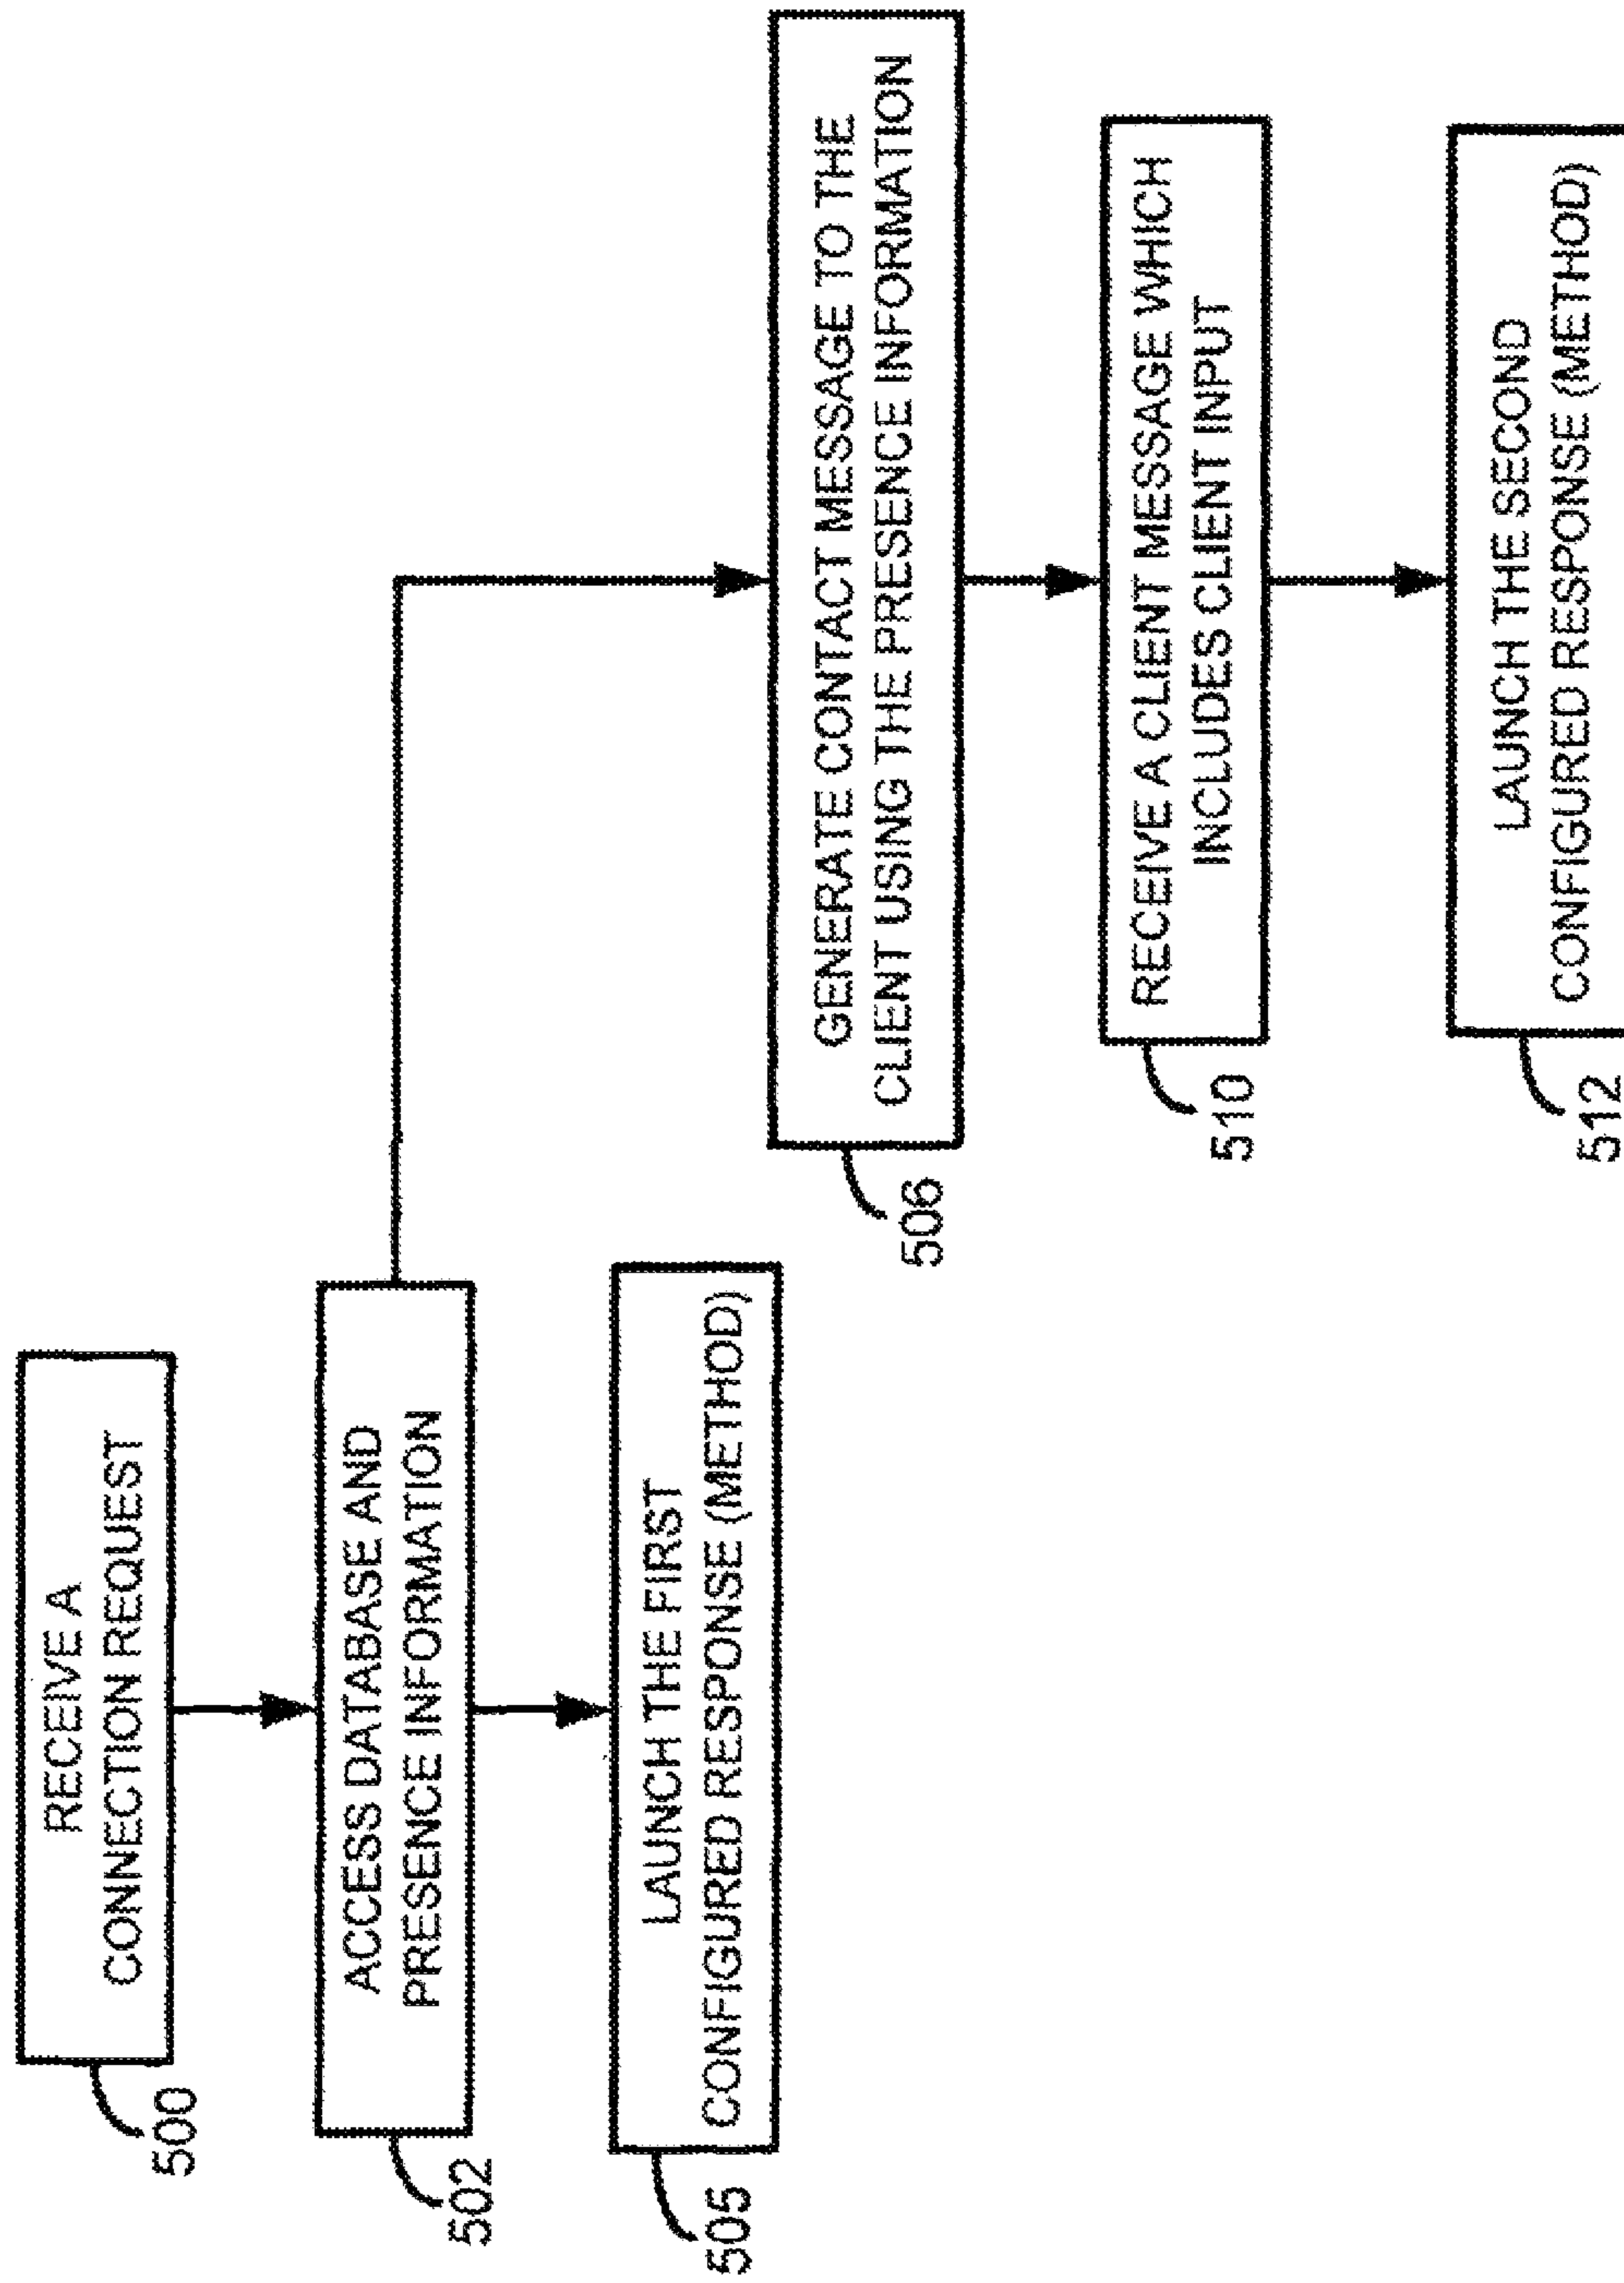 RECEIVE A
CONNECTION REQUEST
500
ACCESS DATABASE AND
PRESENCE INFORMATION
502
LAUNCH THE FIRST
CONFIGURED RESPONSE (METHOD)
505
GENERATE CONTACT MESSAGE TO THE
CLIENT USING THE PRESENCE INFORMATION
506
RECEIVE A CLIENT MESSAGE WHICH
INCLUDES CLIENT INPUT
510
LAUNCH THE SECOND
CONFIGURED RESPONSE (METHOD)
512